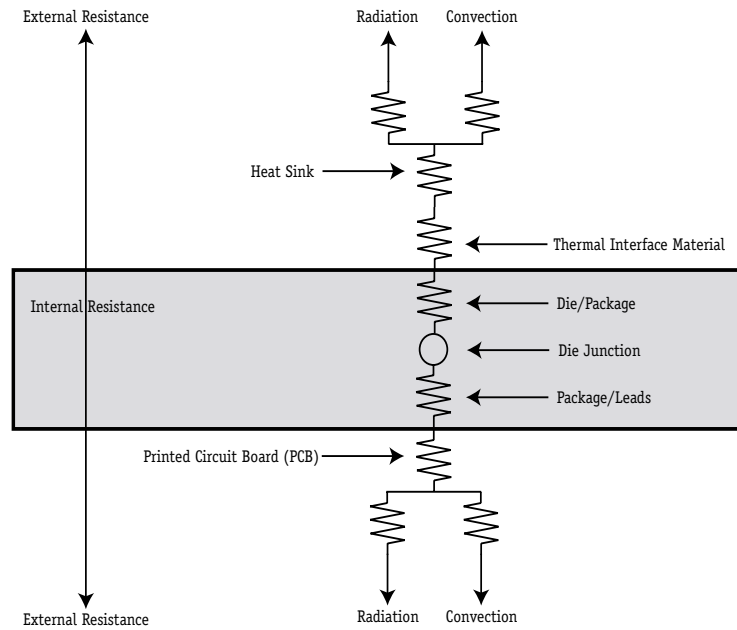 External Resistance
Radiation
Convection
Heat Sink
Thermal Interface Material
Internal Resistance
Die/Package
Die Junction
Package/Leads
Printed Circuit Board (PCB)
External Resistance
Radiation
Convection